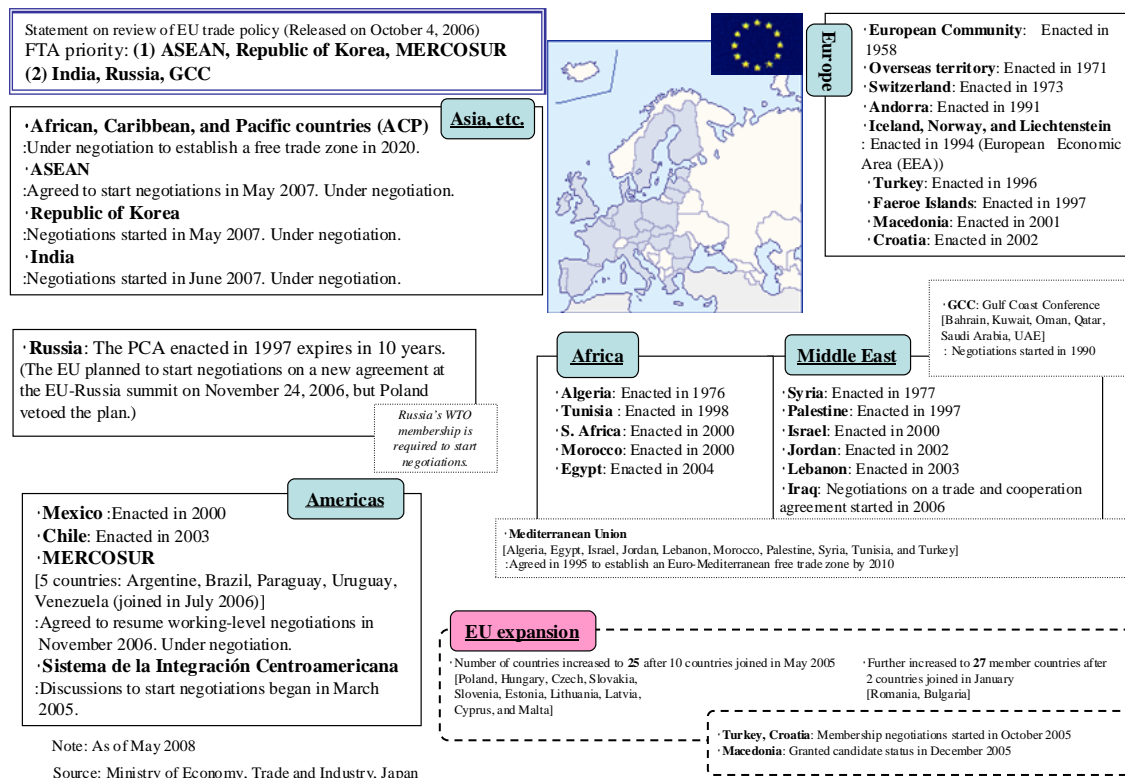 Statement on review of EU trade policy (Released on October 4, 2006)
FTA priority: (1) ASEAN, Republic of Korea, MERCOSUR
(2) India, Russia, GCC
Asia, etc.
·African, Caribbean, and Pacific countries (ACP)
:Under negotiation to establish a free trade zone in 2020.
·ASEAN
:Agreed to start negotiations in May 2007. Under negotiation.
·Republic of Korea
:Negotiations started in May 2007. Under negotiation.
·India
:Negotiations started in June 2007. Under negotiation.
Europe
·European Community: Enacted in
1958
·Overseas territory: Enacted in 1971
·Switzerland: Enacted in 1973
·Andorra: Enacted in 1991
·Iceland, Norway, and Liechtenstein
: Enacted in 1994 (European Economic
Area (EEA))
·Turkey: Enacted in 1996
·Faeroe Islands: Enacted in 1997
·Macedonia: Enacted in 2001
·Croatia: Enacted in 2002
·GCC: Gulf Coast Conference
[Bahrain, Kuwait, Oman, Qatar,
Saudi Arabia, UAE]
: Negotiations started in 1990
·Russia: The PCA enacted in 1997 expires in 10 years.
(The EU planned to start negotiations on a new agreement at
the EU-Russia summit on November 24, 2006, but Poland
vetoed the plan.)
Russia's WTO
membership is
required to start
negotiations.
Africa
·Algeria: Enacted in 1976
·Tunisia : Enacted in 1998
·S. Africa: Enacted in 2000
·Morocco: Enacted in 2000
·Egypt: Enacted in 2004
Middle East
·Syria: Enacted in 1977
·Palestine: Enacted in 1997
·Israel: Enacted in 2000
·Jordan: Enacted in 2002
·Lebanon: Enacted in 2003
·Iraq: Negotiations on a trade and cooperation
agreement started in 2006
·Mediterranean Union
[Algeria, Egypt, Israel, Jordan, Lebanon, Morocco, Palestine, Syria, Tunisia, and Turkey]
:Agreed in 1995 to establish an Euro-Mediterranean free trade zone by 2010
Americas
·Mexico :Enacted in 2000
·Chile: Enacted in 2003
·MERCOSUR
[5 countries: Argentine, Brazil, Paraguay, Uruguay,
Venezuela (joined in July 2006)]
:Agreed to resume working-level negotiations in
November 2006. Under negotiation.
·Sistema de la Integración Centroamericana
:Discussions to start negotiations began in March
2005.
EU expansion
·Number of countries increased to 25 after 10 countries joined in May 2005
[Poland, Hungary, Czech, Slovakia,
Slovenia, Estonia, Lithuania, Latvia,
Cyprus, and Malta]
·Further increased to 27 member countries after
2 countries joined in January
[Romania, Bulgaria]
·Turkey, Croatia: Membership negotiations started in October 2005
·Macedonia: Granted candidate status in December 2005
Note: As of May 2008
Source: Ministry of Economy, Trade and Industry, Japan